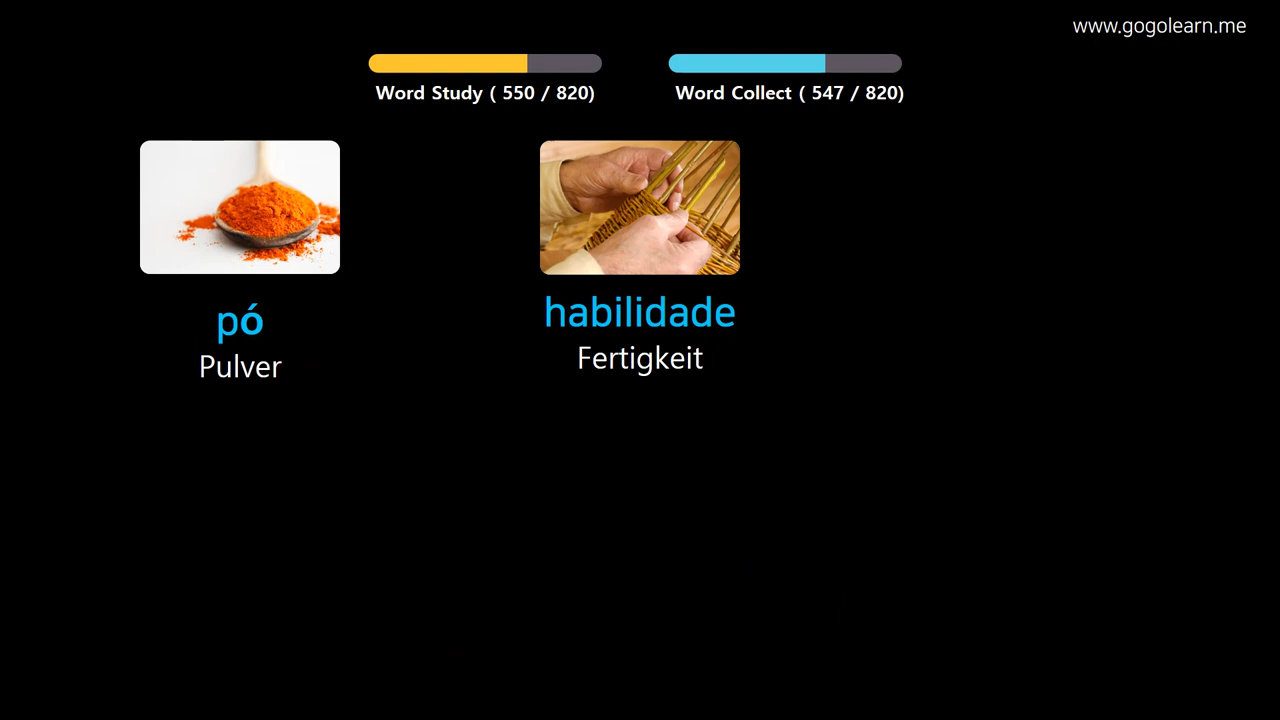 www.gogolearn.me
Word Study ( 550 / 820)
Word Collect ( 547 / 820)
pó
Pulver
habilidade
Fertigkeit